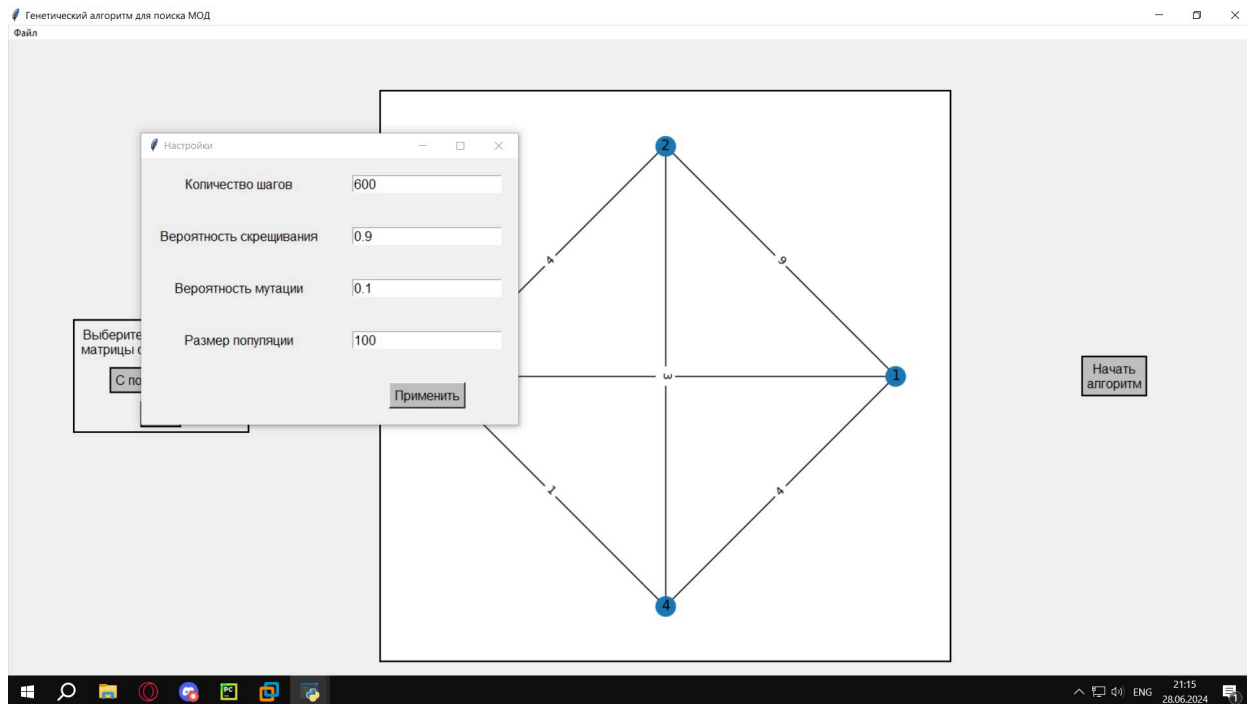 Генетический алгоритм для поиска МОД
Файл
Настройки
Количество шагов
600
Вероятность скрещивания
0.9
Вероятность мутации
0.1
Размер популяции
100
Применить
Выберите
матрицы
С по
2
4
9
3
1
1
4
4
Начать
алгоритм
ENG
21:15
28.06.2024
1